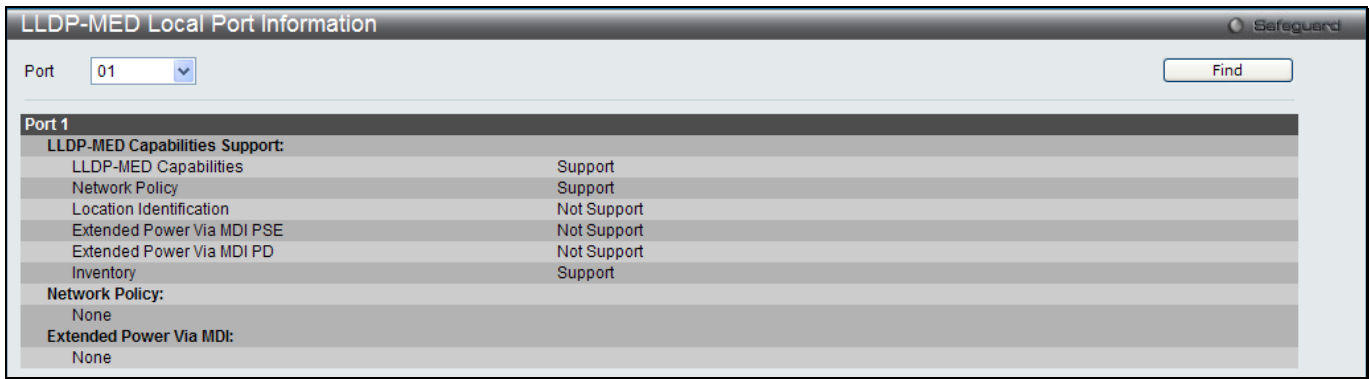 LLDP-MED Local Port Information
Safeguard
Port 01 Find
Port 1
LLDP-MED Capabilities Support:
LLDP-MED Capabilities Support
Network Policy Support
Location Identification Not Support
Extended Power Via MDI PSE Not Support
Extended Power Via MDI PD Not Support
Inventory Support
Network Policy:
None
Extended Power Via MDI:
None